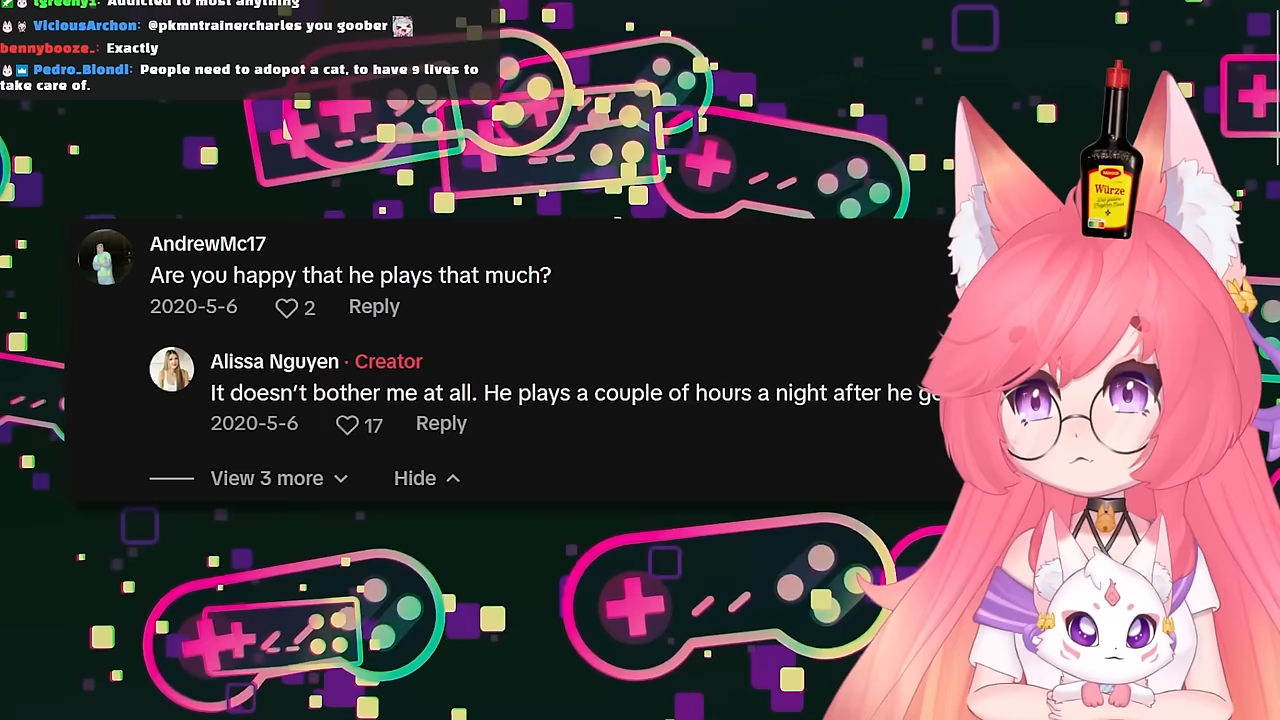 tgreeny1: Addicted to most anything
ViciousArchon: @pkmntrainercharles you goober
bennybooze_: Exactly
Pedro_Biondi: People need to adopot a cat, to have 9 lives to
take care of.
AndrewMc17
Are you happy that he plays that much?
2020-5-6 2 Reply
Alissa Nguyen · Creator
It doesn't bother me at all. He plays a couple of hours a night after he
2020-5-6 17 Reply
View 3 more Hide
MAGGI
Würze